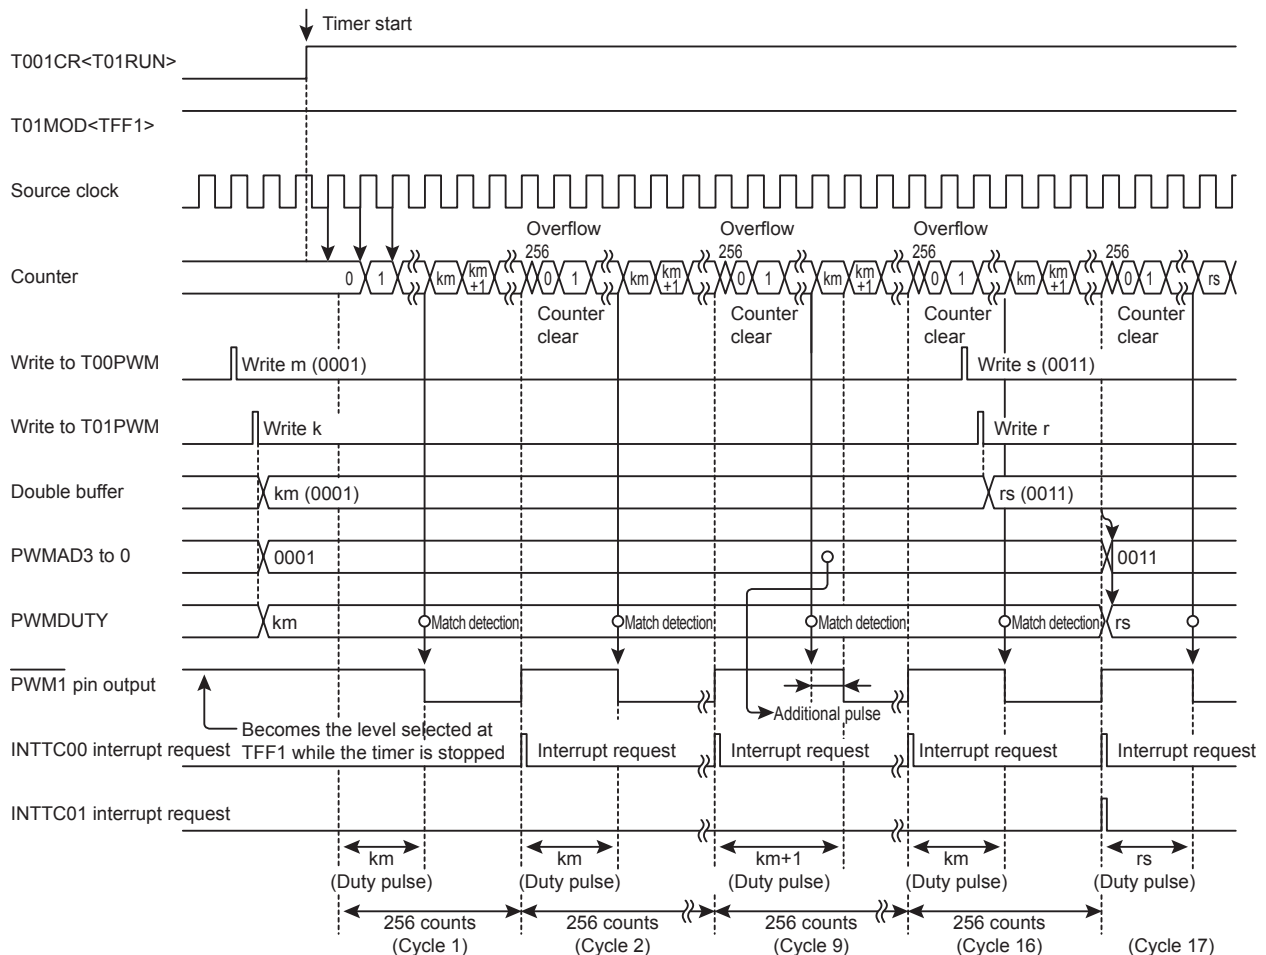 Timer start
T001CR<T01RUN>
T01MOD<TFF1>
Source clock
Overflow Overflow Overflow
256 256 256 256
Counter 0 1 km km+1 0 1 km km+1 0 1 km km+1 0 1 km km+1 0 1 rs
Counter clear Counter clear Counter clear Counter clear
Write to T00PWM Write m (0001) Write s (0011)
Write to T01PWM Write k Write r
Double buffer km (0001) rs (0011)
PWMAD3 to 0 0001 0011
PWMDUTY km Match detection Match detection Match detection Match detection rs
PWM1 pin output
Additional pulse
Becomes the level selected at
TFF1 while the timer is stopped
INTTC00 interrupt request Interrupt request Interrupt request Interrupt request Interrupt request
INTTC01 interrupt request
km km km+1 km rs
(Duty pulse) (Duty pulse) (Duty pulse) (Duty pulse) (Duty pulse)
256 counts 256 counts 256 counts 256 counts
(Cycle 1) (Cycle 2) (Cycle 9) (Cycle 16) (Cycle 17)